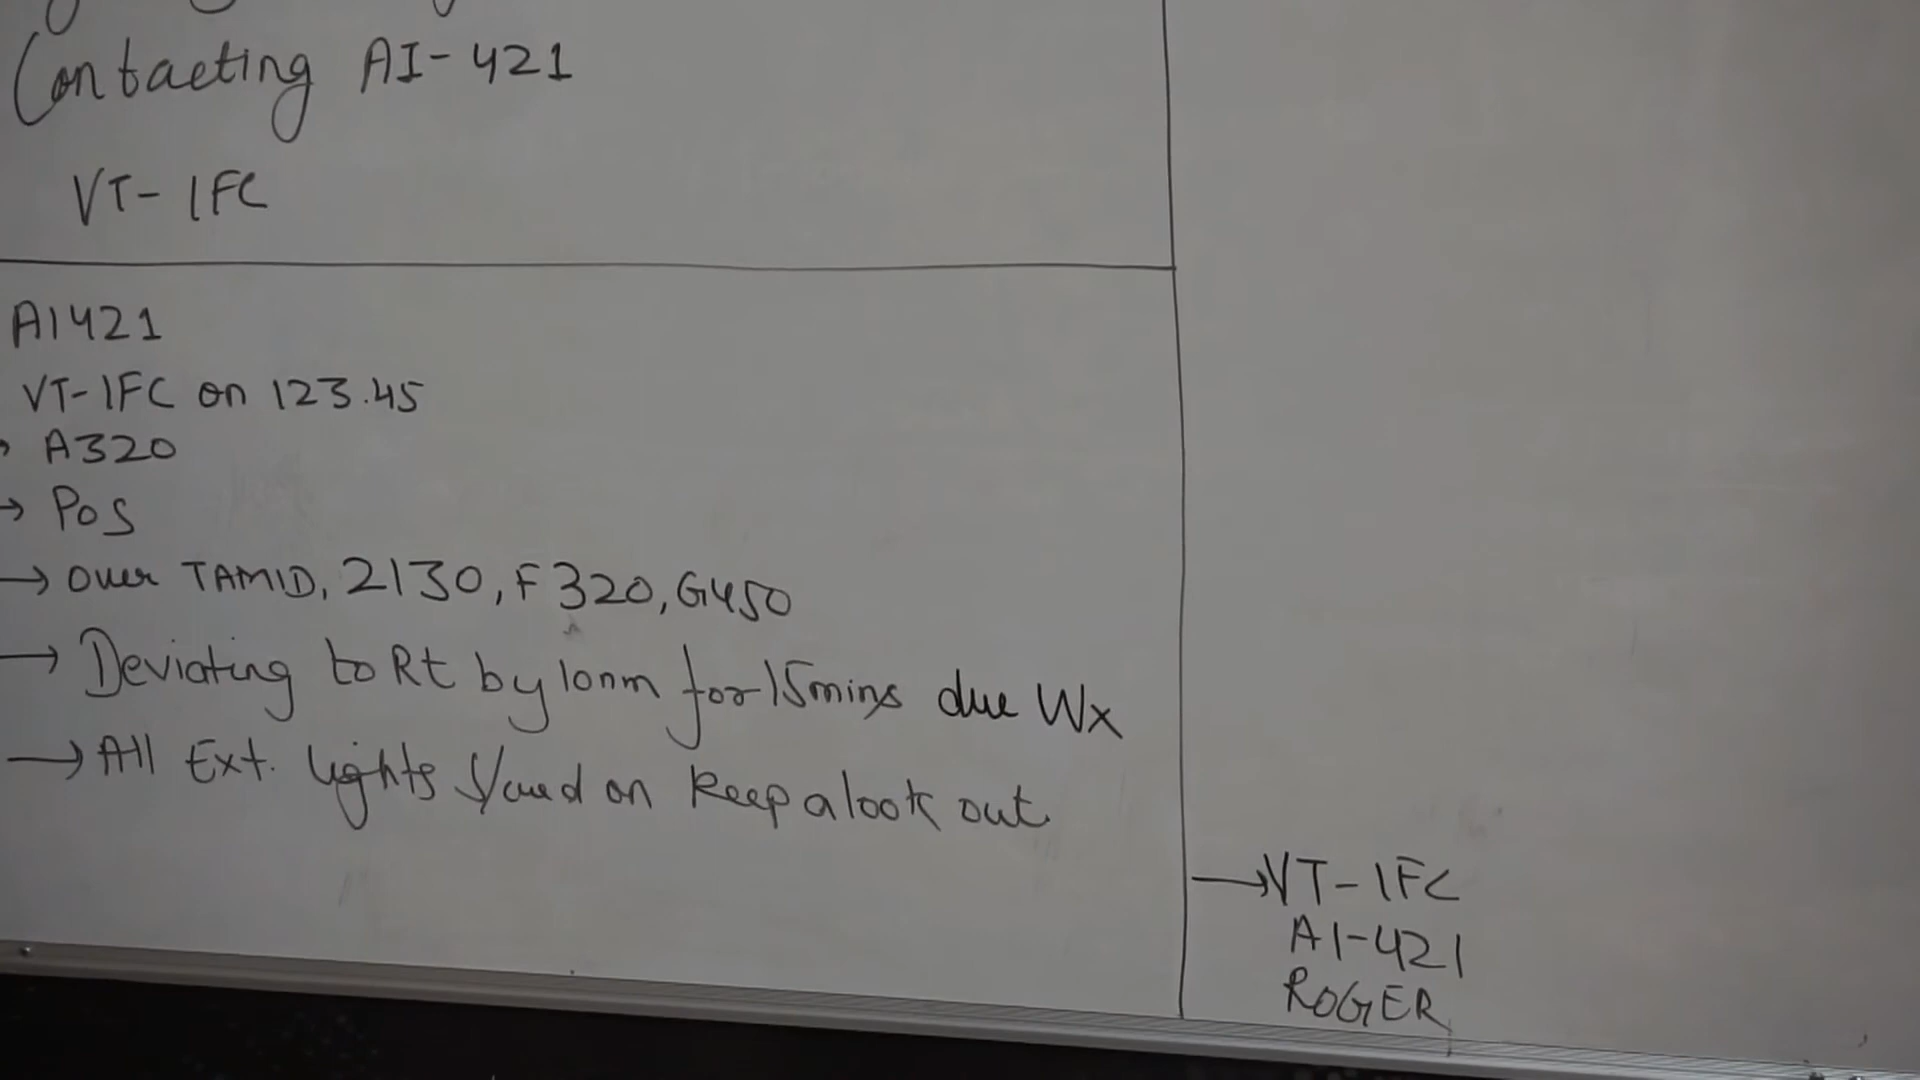 Contacting AI-421
VT-IFC
AI421
VT-IFC on 123.45
A320
→ Pos
→ over TAMID, 2130, F320, G450
→ Deviating to Rt by 10nm for 15mins due Wx
→ All Ext. lights on keep a look out
→ VT-IFC
AI-421
ROGER